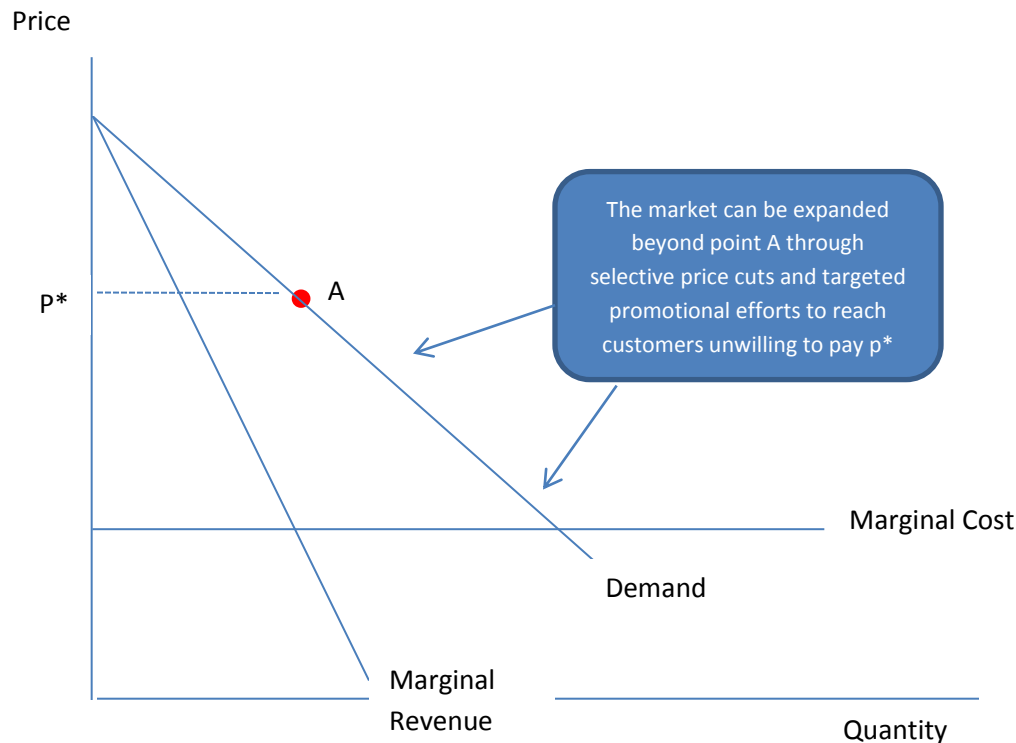 Price
The market can be expanded
beyond point A through
selective price cuts and targeted
promotional efforts to reach
customers unwilling to pay p*
P*
A
Marginal Cost
Demand
Marginal
Revenue
Quantity